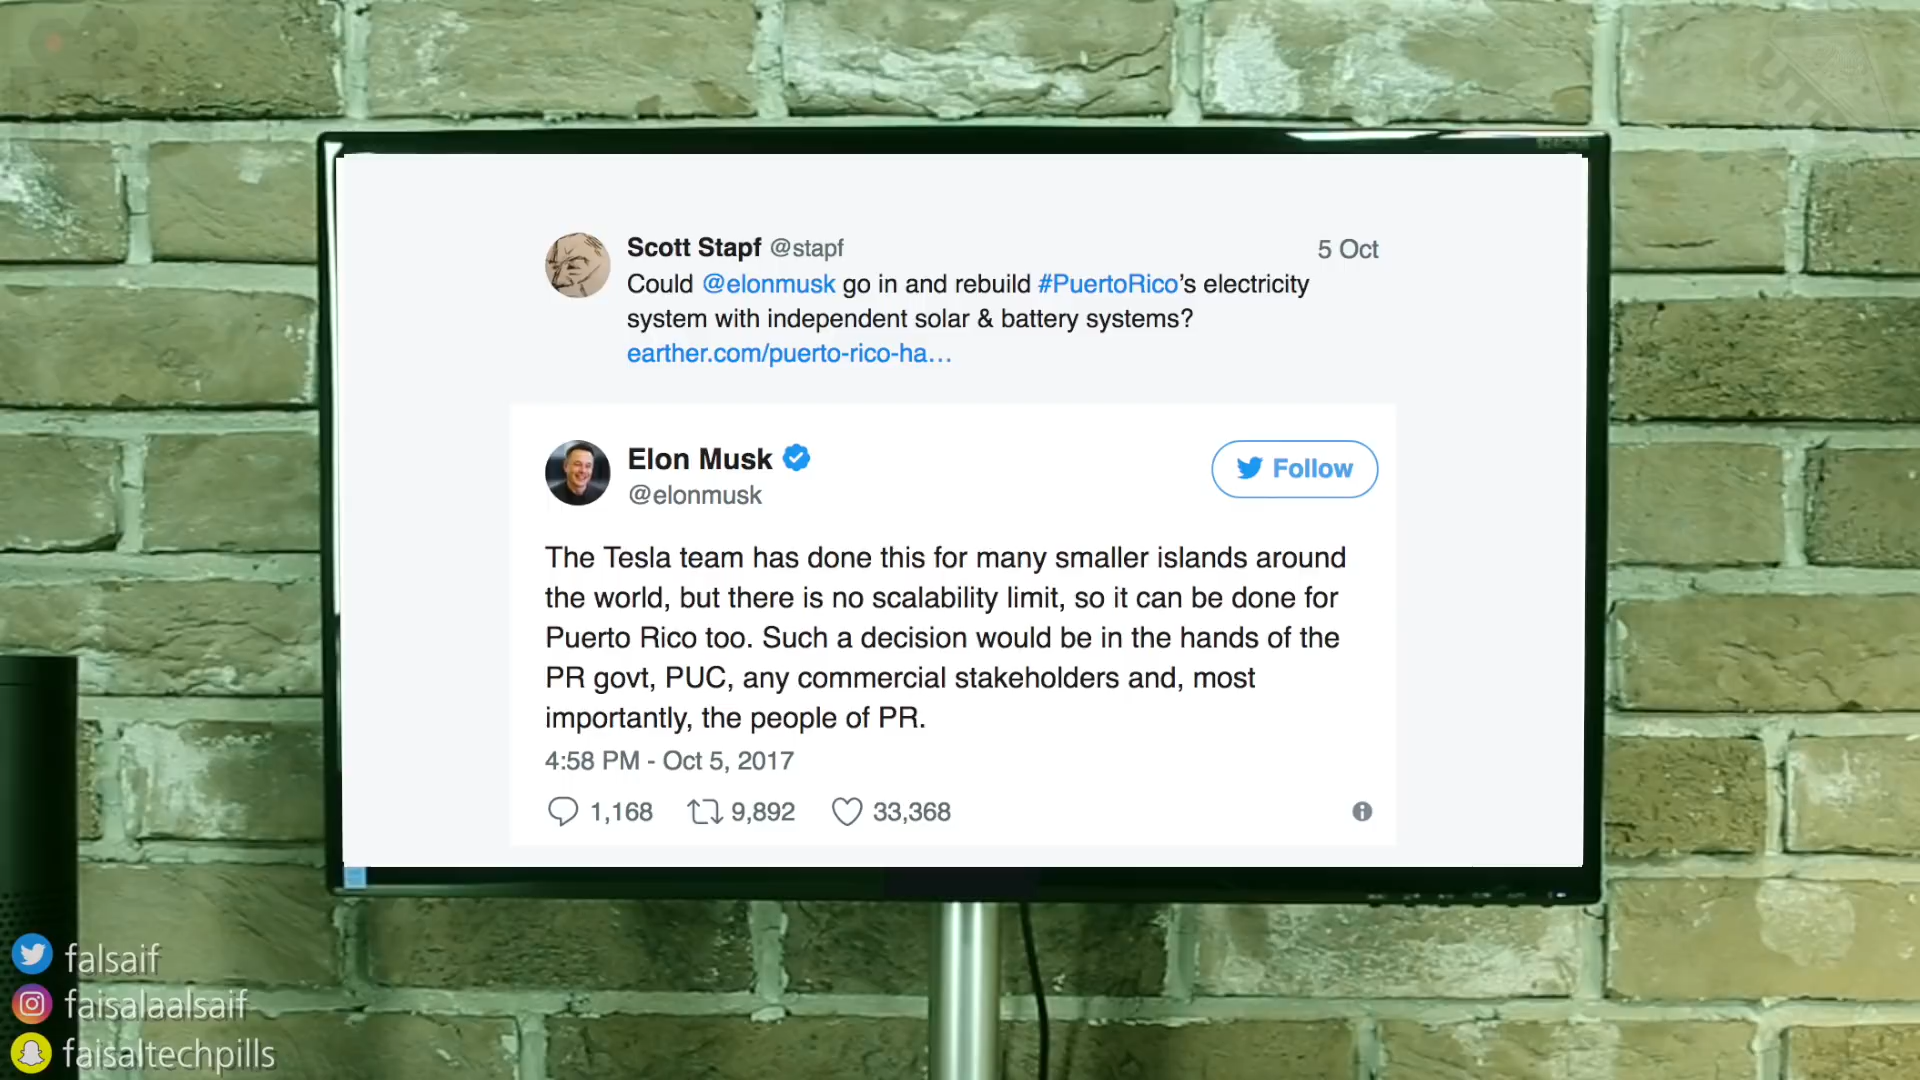 Scott Stapf @stapf 5 Oct
Could @elonmusk go in and rebuild #PuertoRico's electricity
system with independent solar & battery systems?
earther.com/puerto-rico-ha…
Elon Musk
@elonmusk
Follow
The Tesla team has done this for many smaller islands around
the world, but there is no scalability limit, so it can be done for
Puerto Rico too. Such a decision would be in the hands of the
PR govt, PUC, any commercial stakeholders and, most
importantly, the people of PR.
4:58 PM - Oct 5, 2017
1,168 9,892 33,368
falsaif
faisalaalsaif
faisaltechpills